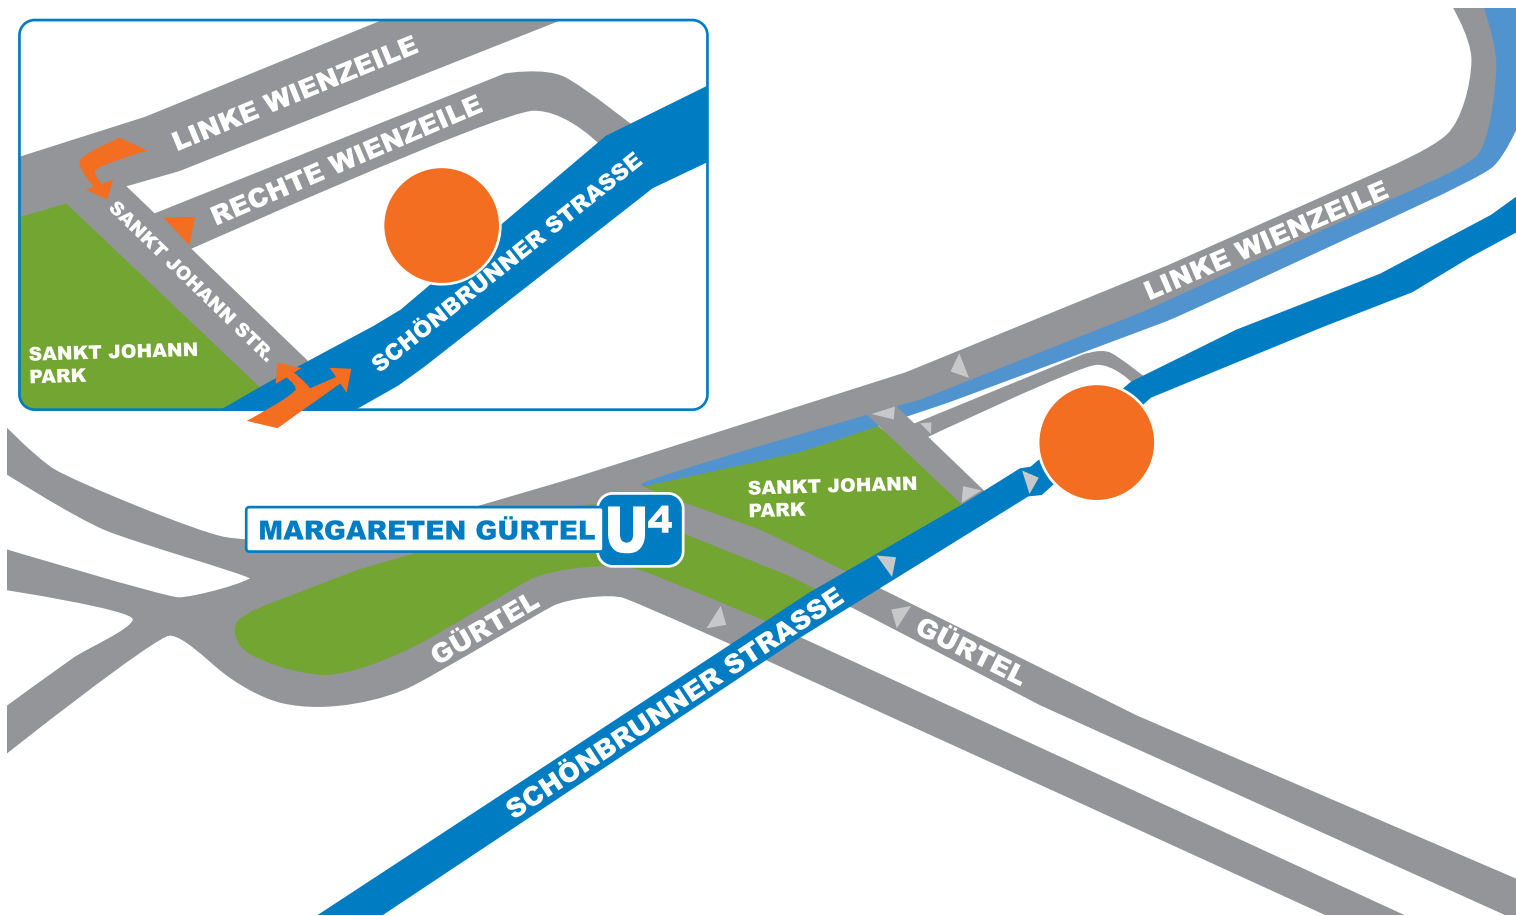 LINKE WIENZEILE
RECHTE WIENZEILE
SANKT JOHANN STR.
SCHÖNBRUNNER STRASSE
SANKT JOHANN
PARK
LINKE WIENZEILE
SANKT JOHANN
PARK
MARGARETEN GÜRTEL U4
GÜRTEL
GÜRTEL
SCHÖNBRUNNER STRASSE